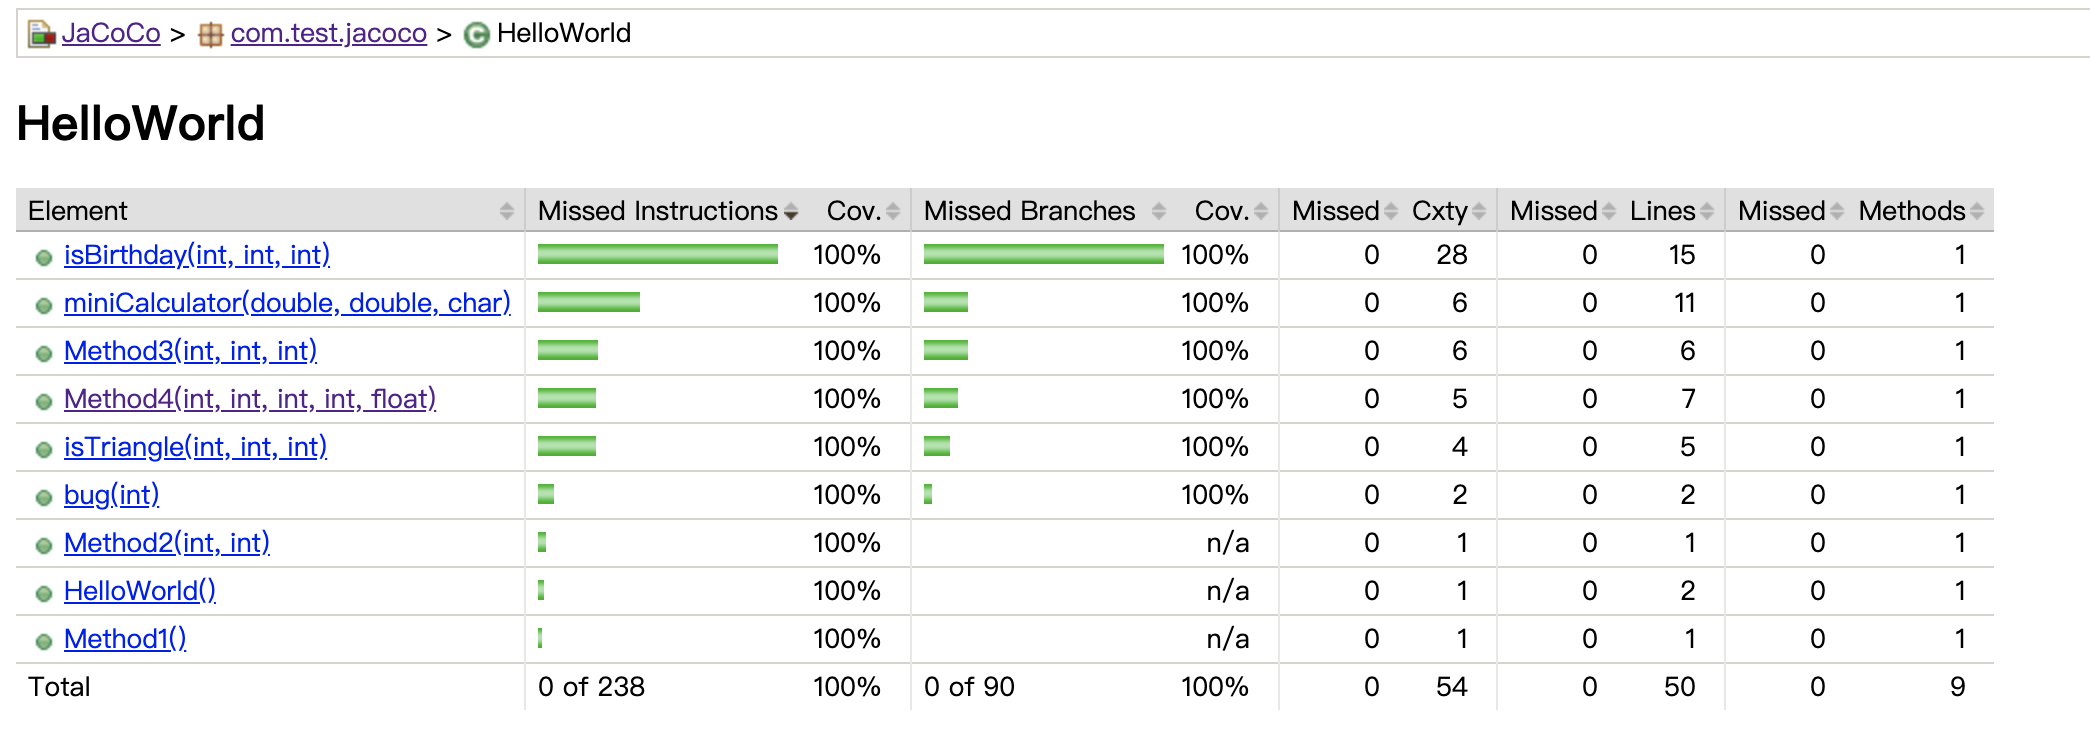 JaCoCo > com.test.jacoco > HelloWorld
HelloWorld
Element Missed Instructions Cov. Missed Branches Cov. Missed Cxty Missed Lines Missed Methods
isBirthday(int, int, int) 100% 100% 0 28 0 15 0 1
miniCalculator(double, double, char) 100% 100% 0 6 0 11 0 1
Method3(int, int, int) 100% 100% 0 6 0 6 0 1
Method4(int, int, int, int, float) 100% 100% 0 5 0 7 0 1
isTriangle(int, int, int) 100% 100% 0 4 0 5 0 1
bug(int) 100% 100% 0 2 0 2 0 1
Method2(int, int) 100% n/a 0 1 0 1 0 1
HelloWorld() 100% n/a 0 1 0 2 0 1
Method1() 100% n/a 0 1 0 1 0 1
Total 0 of 238 100% 0 of 90 100% 0 54 0 50 0 9